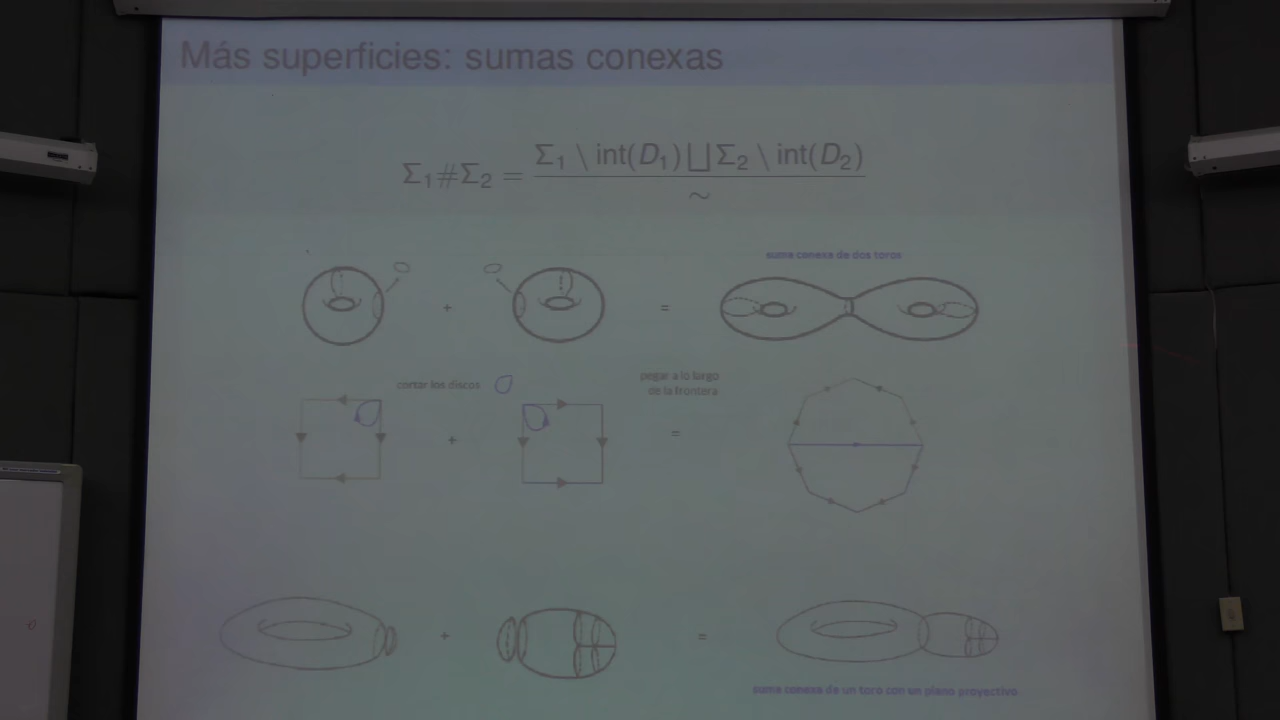 Más superficies: sumas conexas
Σ₁#Σ₂ = Σ₁ \ int(D₁) ⨆ Σ₂ \ int(D₂)
∼
suma conexa de dos toros
+
=
cortar los discos
pegar a lo largo
de la frontera
+
=
+
=
suma conexa de un toro con un plano proyectivo